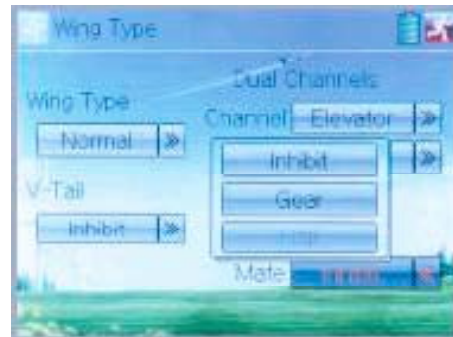 Wing Type
Dual Channels
Wing Type
Channel Elevator
Normal
Inhibit
V-Tail
Gear
Inhibit
Mate